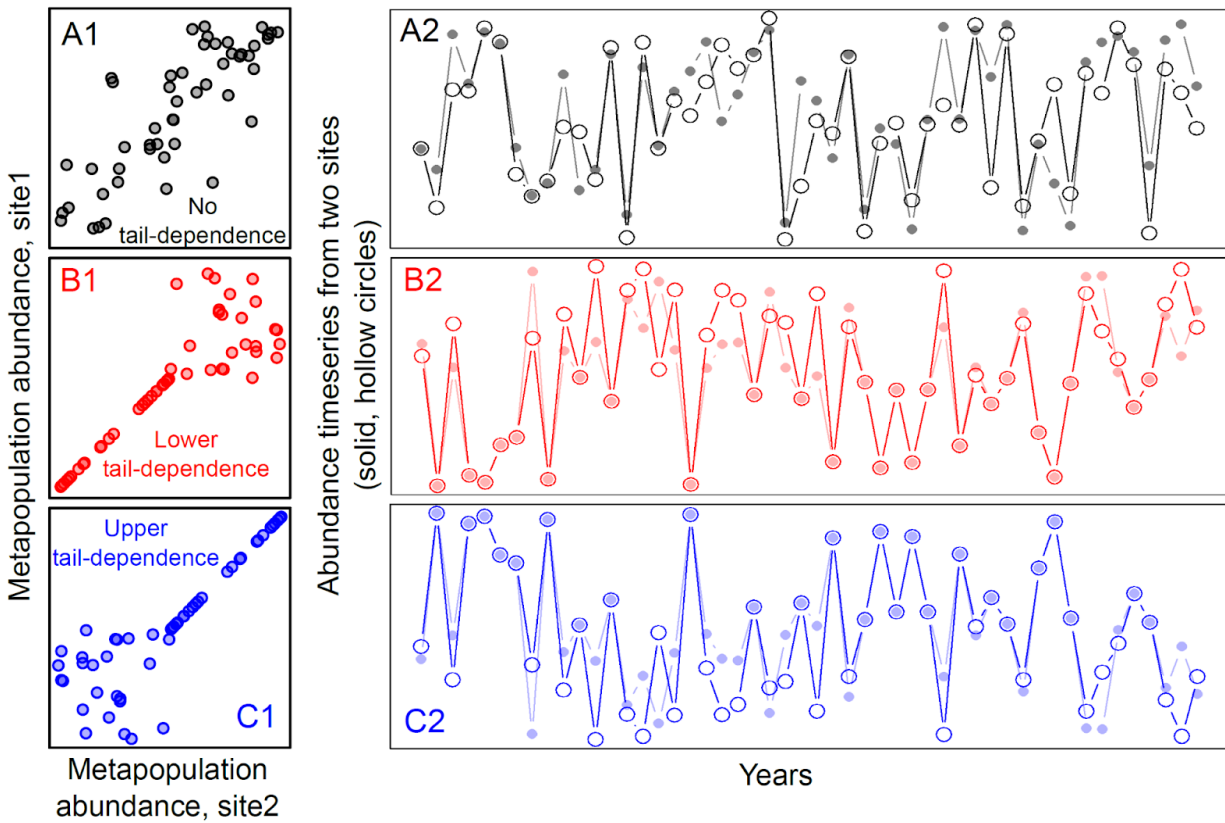 A1
No
tail-dependence
Metapopulation abundance, site1
B1
Lower
tail-dependence
Upper
tail-dependence
C1
Metapopulation
abundance, site2
Abundance timeseries from two sites
(solid, hollow circles)
A2
B2
C2
Years